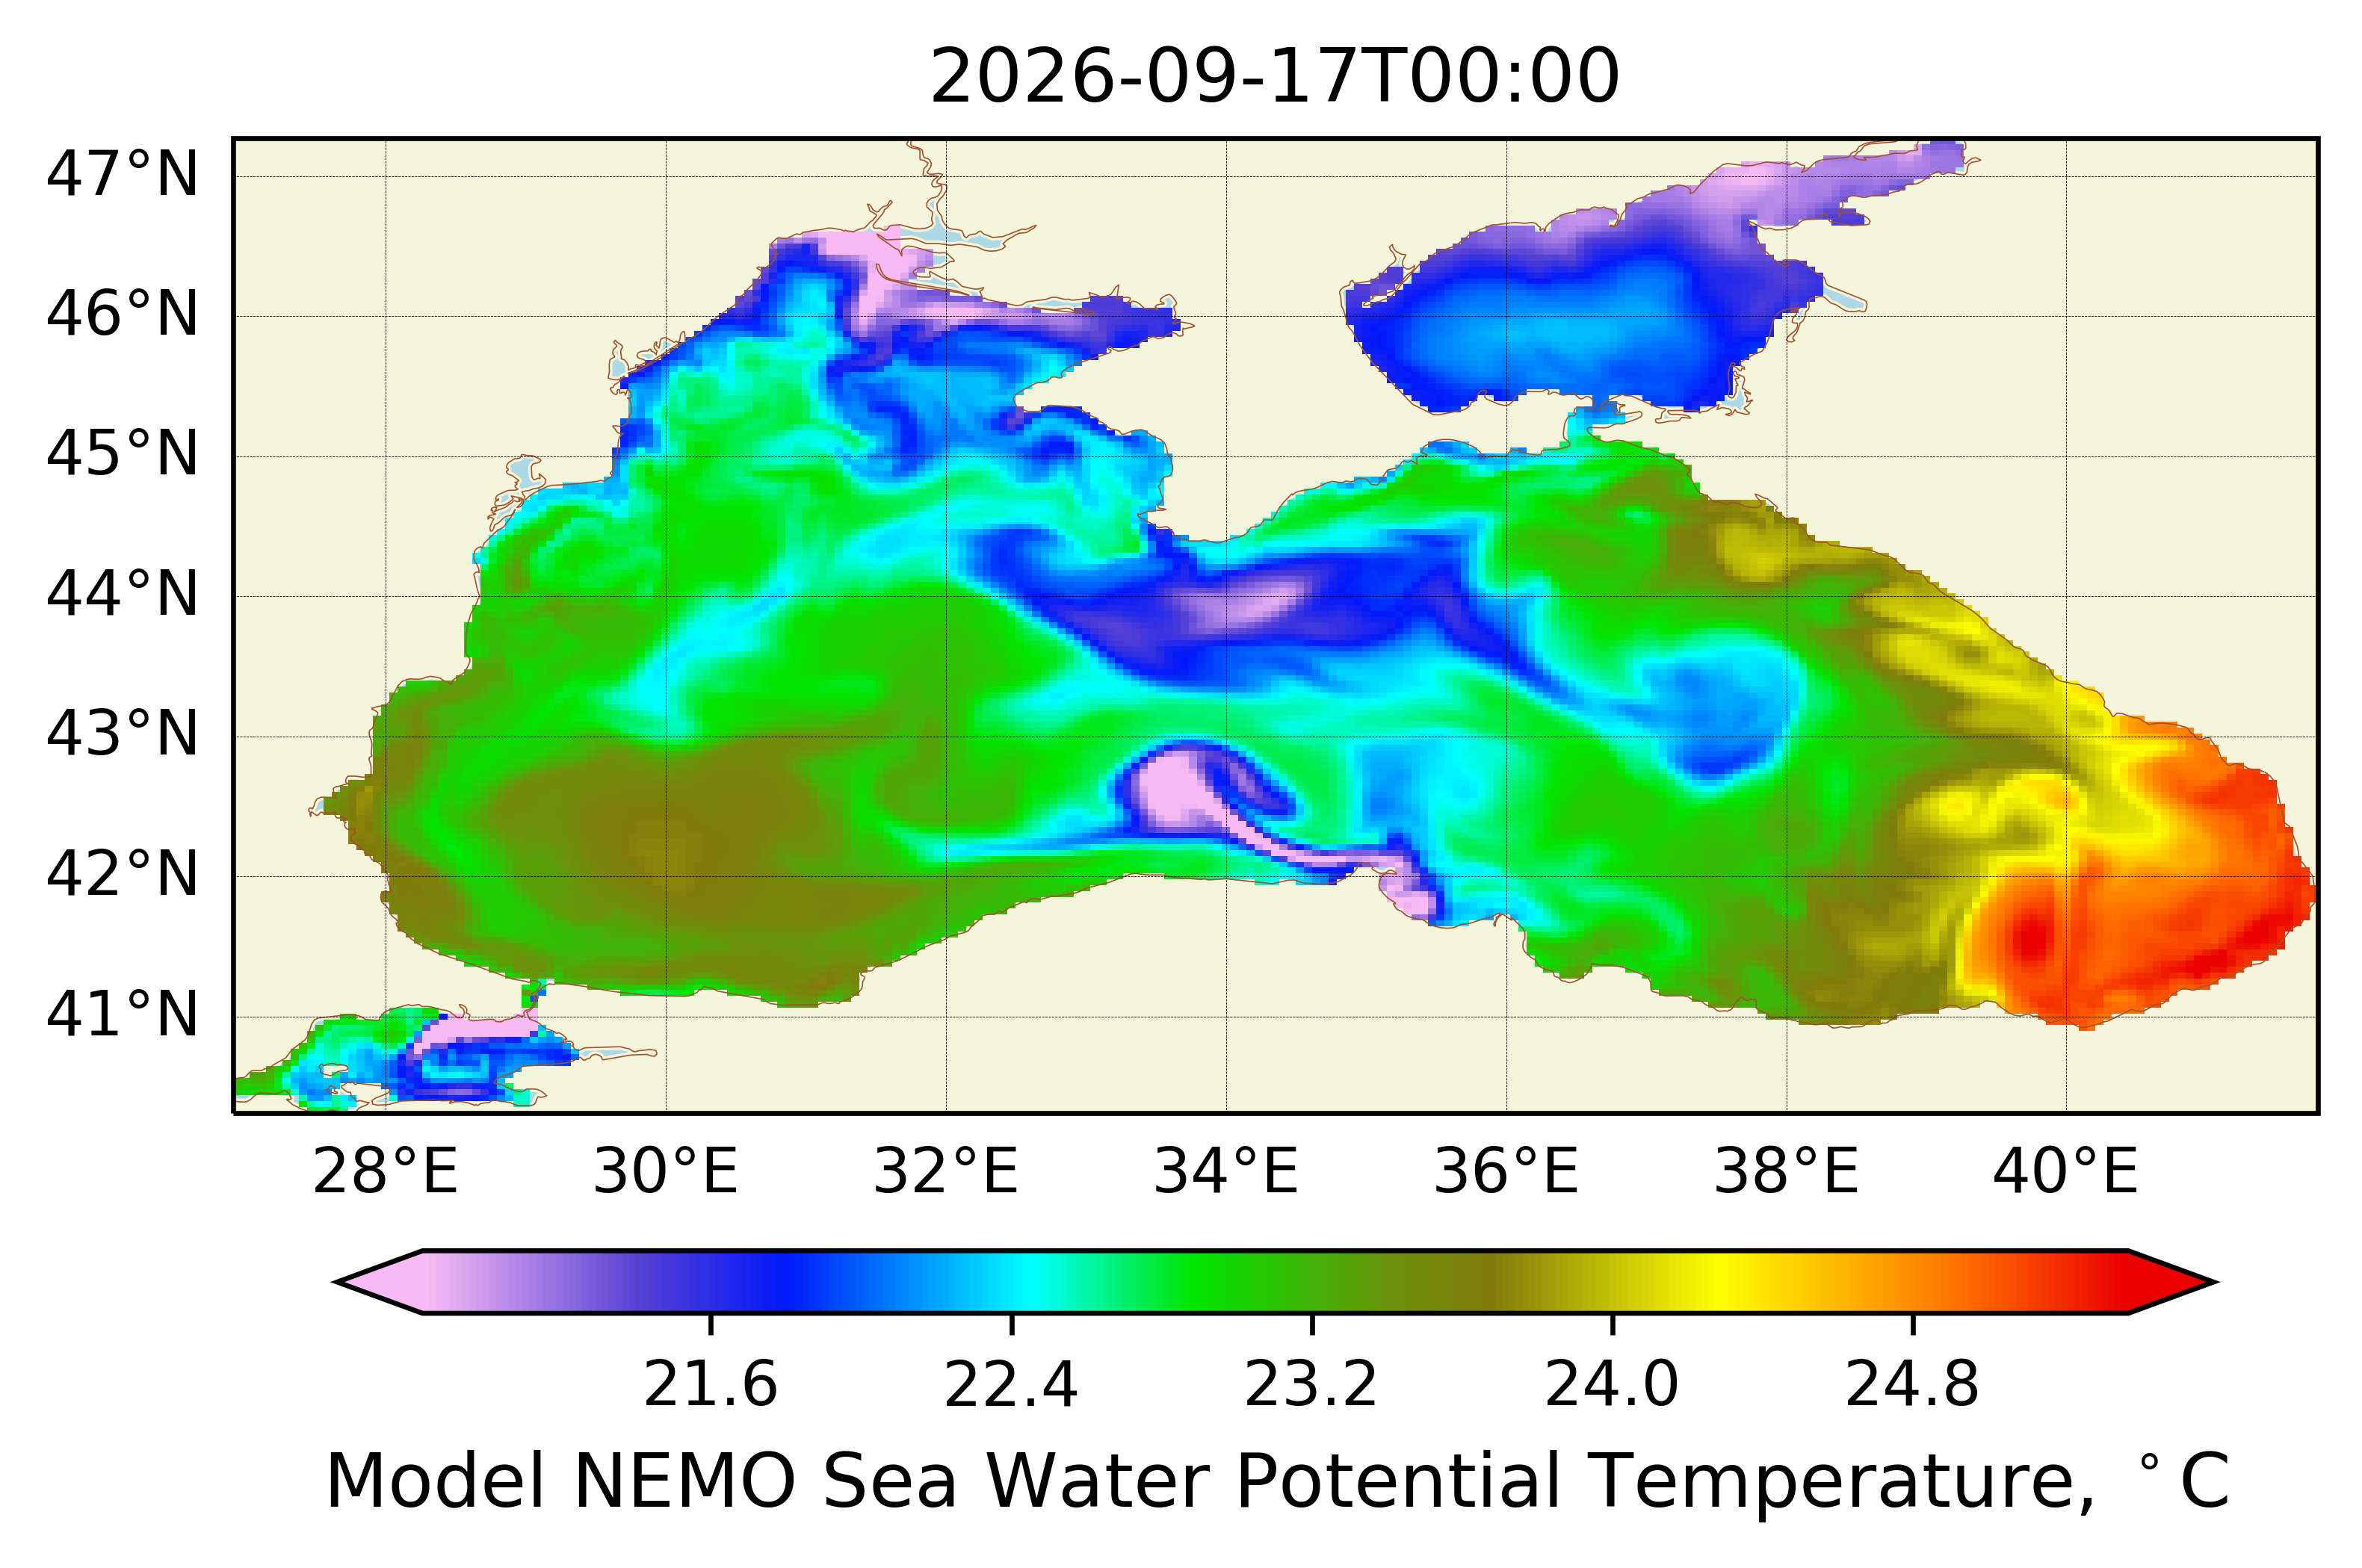 2026-09-17T00:00
47°N
46°N
45°N
44°N
43°N
42°N
41°N
28°E 30°E 32°E 34°E 36°E 38°E 40°E
21.6 22.4 23.2 24.0 24.8
Model NEMO Sea Water Potential Temperature, °C